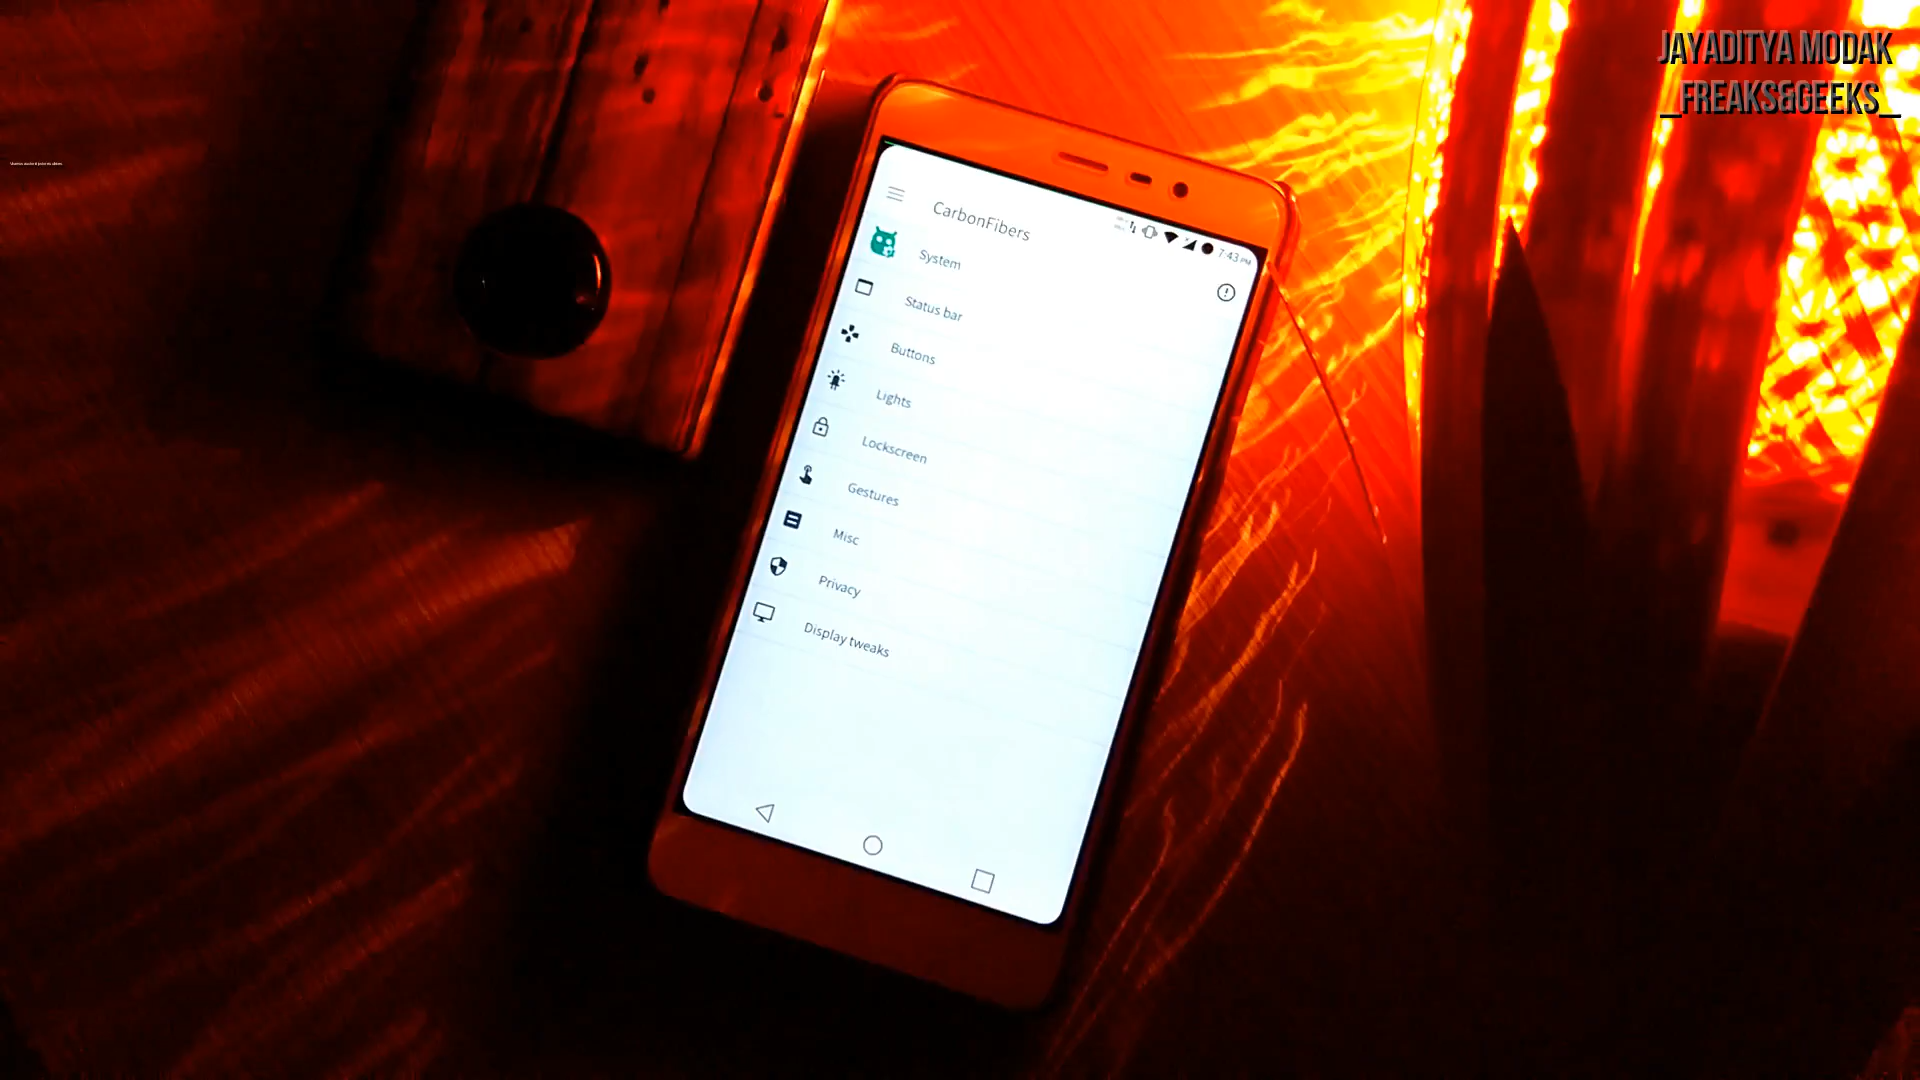 JAYADITYA MODAK
_FREAKS&GEEKS_
7:43 PM
CarbonFibers
System
Status bar
Buttons
Lights
Lockscreen
Gestures
Misc
Privacy
Display tweaks